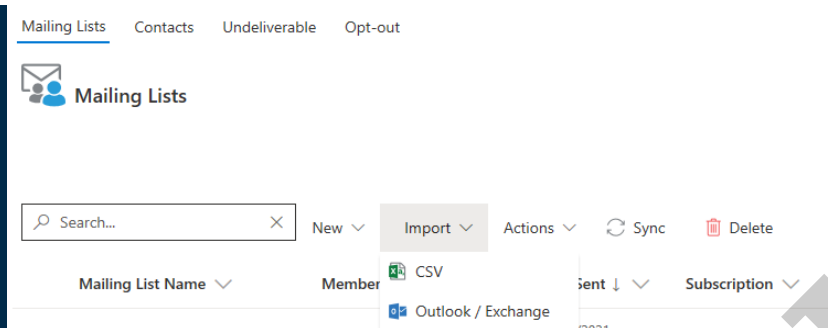 Mailing Lists Contacts Undeliverable Opt-out
Mailing Lists
Search... New Import Actions Sync Delete
Mailing List Name Member Sent ↓ Subscription
CSV
Outlook / Exchange